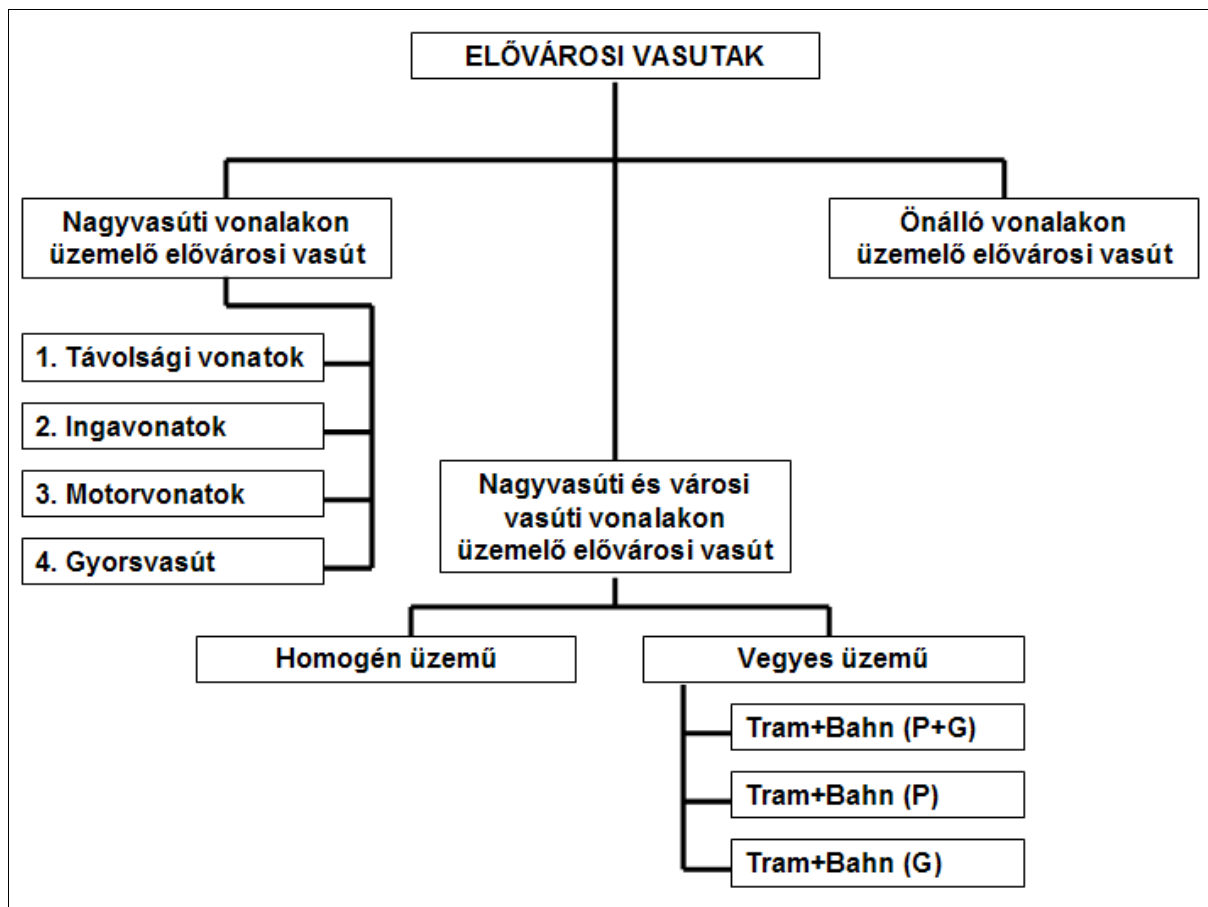 ELŐVÁROSI VASUTAK
Nagyvasúti vonalakon
üzemelő elővárosi vasút
Önálló vonalakon
üzemelő elővárosi vasút
1. Távolsági vonatok
2. Ingavonatok
3. Motorvonatok
4. Gyorsvasút
Nagyvasúti és városi
vasúti vonalakon
üzemelő elővárosi vasút
Homogén üzemű
Vegyes üzemű
Tram+Bahn (P+G)
Tram+Bahn (P)
Tram+Bahn (G)